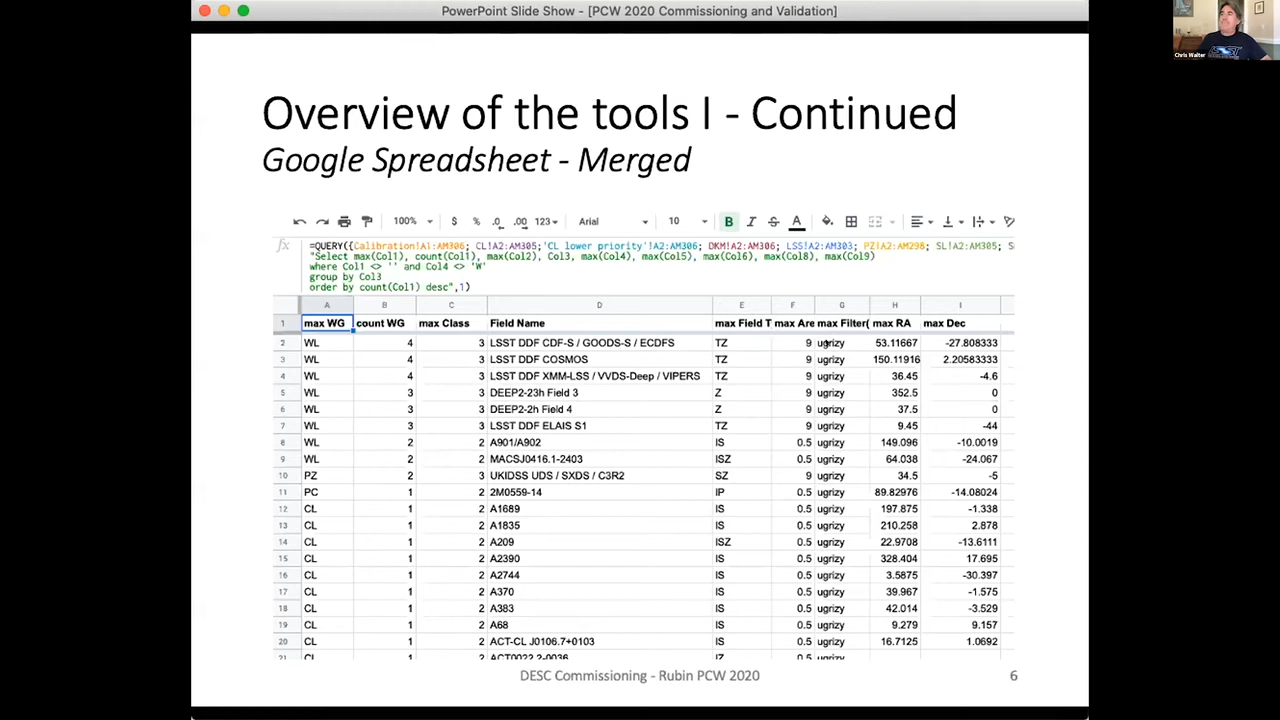 PowerPoint Slide Show - [PCW 2020 Commissioning and Validation]
Chris Walter
Overview of the tools I - Continued
Google Spreadsheet - Merged
100% $ % .0 .00 123 Arial 10 B I S A
fx =QUERY({Calibration!A1:AM306; CL!A2:AM305;'CL lower priority'!A2:AM306; DKM!A2:AM306; LSS!A2:AM303; PZ!A2:AM298; SL!A2:AM305; S
"Select max(Col1), count(Col1), max(Col2), Col3, max(Col4), max(Col5), max(Col6), max(Col8), max(Col9)
where Col1 <> '' and Col4 <> 'W'
group by Col3
order by count(Col1) desc",1)
A B C D E F G H I
1 max WG count WG max Class Field Name max Field T max Are max Filter( max RA max Dec
2 WL 4 3 LSST DDF CDF-S / GOODS-S / ECDFS TZ 9 ugrizy 53.11667 -27.808333
3 WL 4 3 LSST DDF COSMOS TZ 9 ugrizy 150.11916 2.20583333
4 WL 4 3 LSST DDF XMM-LSS / VVDS-Deep / VIPERS TZ 9 ugrizy 36.45 -4.6
5 WL 3 3 DEEP2-23h Field 3 Z 9 ugrizy 352.5 0
6 WL 3 3 DEEP2-2h Field 4 Z 9 ugrizy 37.5 0
7 WL 3 3 LSST DDF ELAIS S1 TZ 9 ugrizy 9.45 -44
8 WL 2 2 A901/A902 IS 0.5 ugrizy 149.096 -10.0019
9 WL 2 2 MACSJ0416.1-2403 ISZ 0.5 ugrizy 64.038 -24.067
10 PZ 2 3 UKIDSS UDS / SXDS / C3R2 SZ 9 ugrizy 34.5 -5
11 PC 1 2 2M0559-14 IP 0.5 ugrizy 89.82976 -14.08024
12 CL 1 2 A1689 IS 0.5 ugrizy 197.875 -1.338
13 CL 1 2 A1835 IS 0.5 ugrizy 210.258 2.878
14 CL 1 2 A209 ISZ 0.5 ugrizy 22.9708 -13.6111
15 CL 1 2 A2390 IS 0.5 ugrizy 328.404 17.695
16 CL 1 2 A2744 IS 0.5 ugrizy 3.5875 -30.397
17 CL 1 2 A370 IS 0.5 ugrizy 39.967 -1.575
18 CL 1 2 A383 IS 0.5 ugrizy 42.014 -3.529
19 CL 1 2 A68 IS 0.5 ugrizy 9.279 9.157
20 CL 1 2 ACT-CL J0106.7+0103 IS 0.5 ugrizy 16.7125 1.0692
21 CL 1 2 ACT0022.2-0036 IZ 0.5 ugrizy
DESC Commissioning - Rubin PCW 2020
6